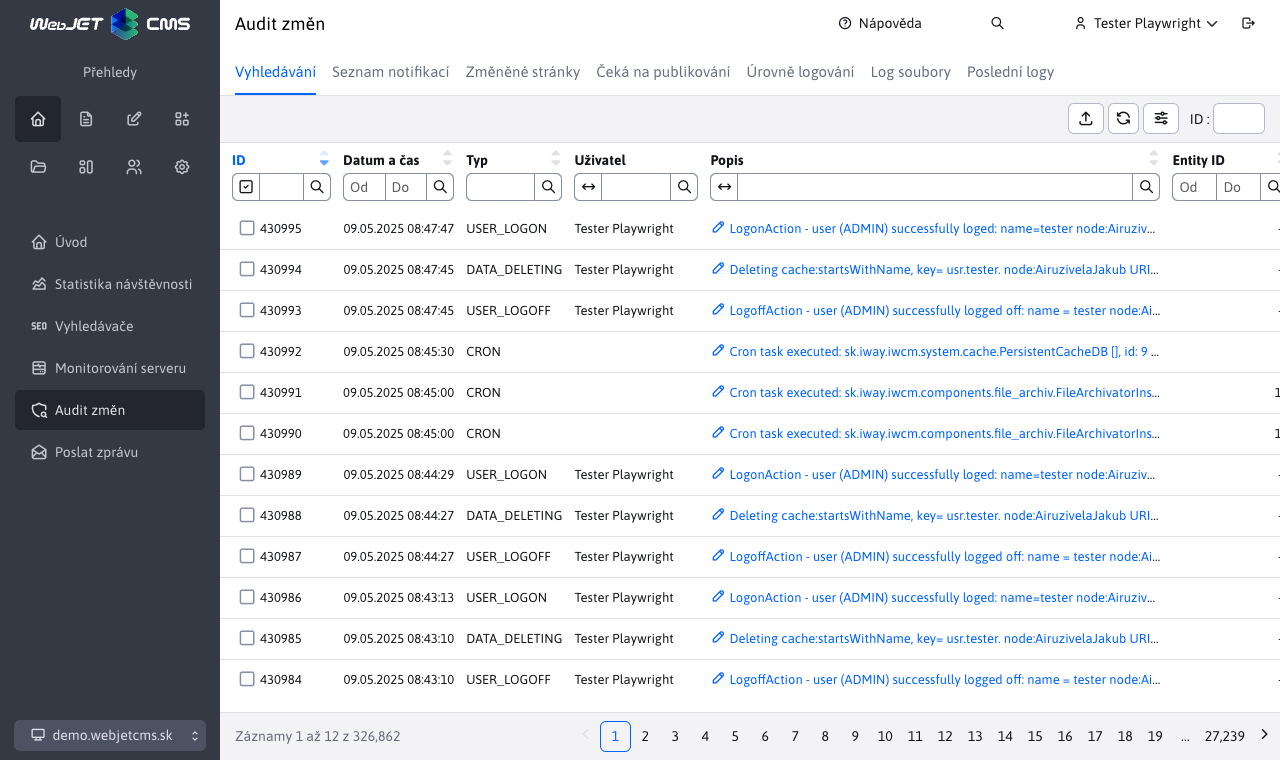 WebJET CMS
Audit změn
Nápověda
Tester Playwright
Přehledy
Úvod
Statistika návštěvnosti
SEO Vyhledávače
Monitorování serveru
Audit změn
Poslat zprávu
demo.webjetcms.sk
Vyhledávání Seznam notifikací Změněné stránky Čeká na publikování Úrovně logování Log soubory Poslední logy
ID :
ID Datum a čas Typ Uživatel Popis Entity ID
Od Do Od Do
430995 09.05.2025 08:47:47 USER_LOGON Tester Playwright LogonAction - user (ADMIN) successfully loged: name=tester node:Airuziv...
430994 09.05.2025 08:47:45 DATA_DELETING Tester Playwright Deleting cache:startsWithName, key= usr.tester. node:AiruzivelaJakub URI...
430993 09.05.2025 08:47:45 USER_LOGOFF Tester Playwright LogoffAction - user (ADMIN) successfully logged off: name = tester node:Ai...
430992 09.05.2025 08:45:30 CRON Cron task executed: sk.iway.iwcm.system.cache.PersistentCacheDB [], id: 9 ...
430991 09.05.2025 08:45:00 CRON Cron task executed: sk.iway.iwcm.components.file_archiv.FileArchivatorIns... 1
430990 09.05.2025 08:45:00 CRON Cron task executed: sk.iway.iwcm.components.file_archiv.FileArchivatorIns... 1
430989 09.05.2025 08:44:29 USER_LOGON Tester Playwright LogonAction - user (ADMIN) successfully loged: name=tester node:Airuziv...
430988 09.05.2025 08:44:27 DATA_DELETING Tester Playwright Deleting cache:startsWithName, key= usr.tester. node:AiruzivelaJakub URI...
430987 09.05.2025 08:44:27 USER_LOGOFF Tester Playwright LogoffAction - user (ADMIN) successfully logged off: name = tester node:Ai...
430986 09.05.2025 08:43:13 USER_LOGON Tester Playwright LogonAction - user (ADMIN) successfully loged: name=tester node:Airuziv...
430985 09.05.2025 08:43:10 DATA_DELETING Tester Playwright Deleting cache:startsWithName, key= usr.tester. node:AiruzivelaJakub URI...
430984 09.05.2025 08:43:10 USER_LOGOFF Tester Playwright LogoffAction - user (ADMIN) successfully logged off: name = tester node:Ai...
Záznamy 1 až 12 z 326,862
1 2 3 4 5 6 7 8 9 10 11 12 13 14 15 16 17 18 19 ... 27,239